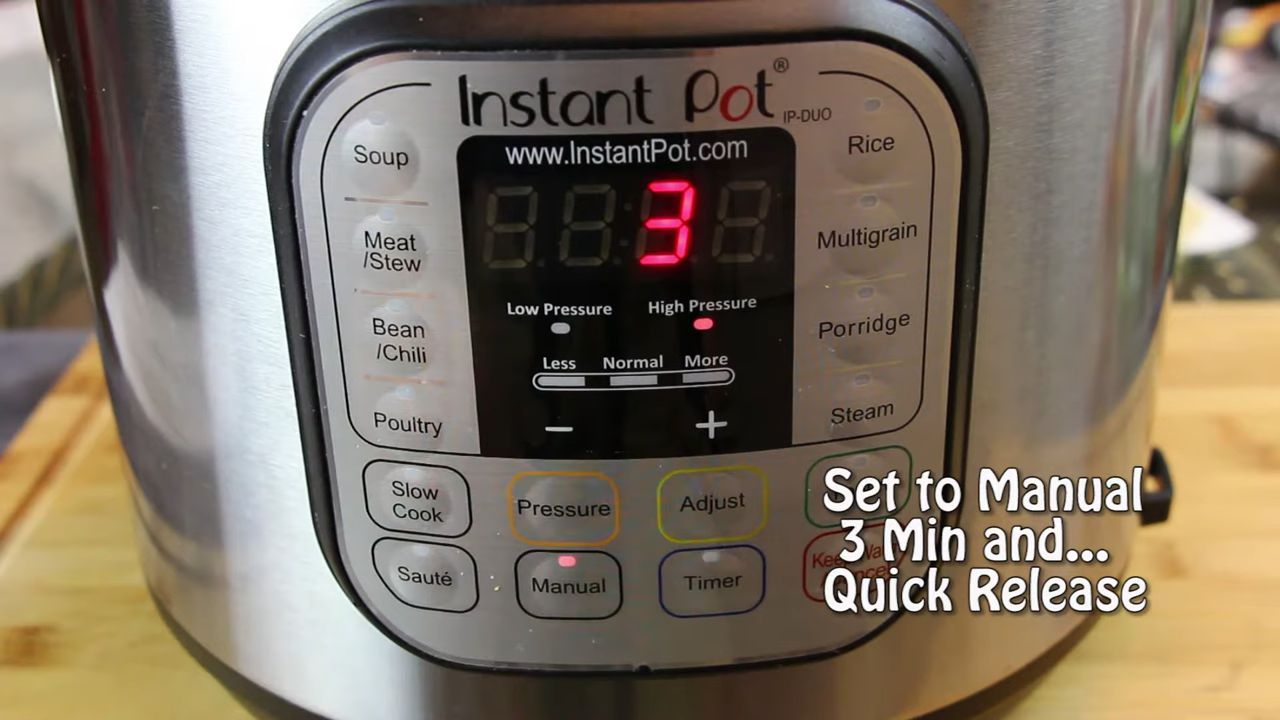 Instant Pot®
IP-DUO
www.InstantPot.com
3
Low Pressure
High Pressure
Less Normal More
− +
Soup
Meat
/Stew
Bean
/Chili
Poultry
Rice
Multigrain
Porridge
Steam
Slow
Cook
Pressure
Adjust
Sauté
Manual
Timer
Set to Manual
3 Min and...
Quick Release